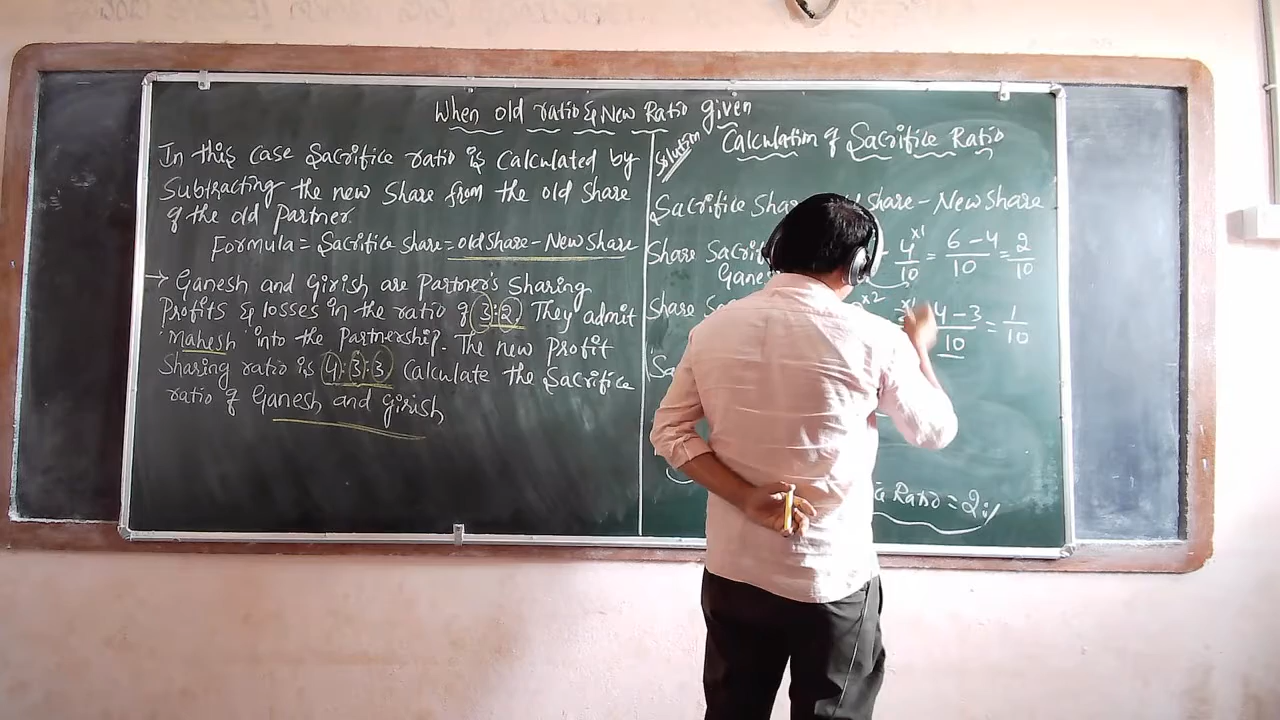 When old ratio & New Ratio given
In this case Sacrifice ratio is Calculated by
Subtracting the new Share from the old Share
of the old Partner.
Formula = Sacrifice share = old share - New share
→ Ganesh and Girish are Partner's Sharing
Profits & losses in the ratio of 3:2. They admit
Mahesh into the Partnership. The new Profit
Sharing ratio is 4:3:3 Calculate the Sacrifice
ratio of Ganesh and Girish
Solution
Calculation of Sacrifice Ratio
Sacrifice Share - New Share
Share Sacri - 4/10 ×1 = 6-4/10 = 2/10
Gane
Share ×2 ×1 4-3/10 = 1/10
Ratio = 2:1